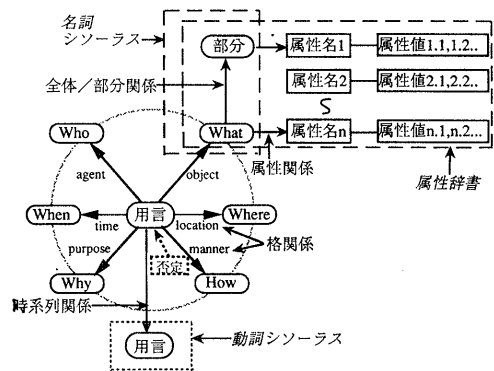 名詞
シソーラス
部分
属性名1
属性値1.1,1.2..
全体／部分関係
属性名2
属性値2.1,2.2..
Who
What
属性名n
属性値n.1,n.2...
属性関係
agent
object
属性辞書
When
time
用言
location
Where
purpose
manner
格関係
否定
Why
How
時系列関係
用言
動詞シソーラス